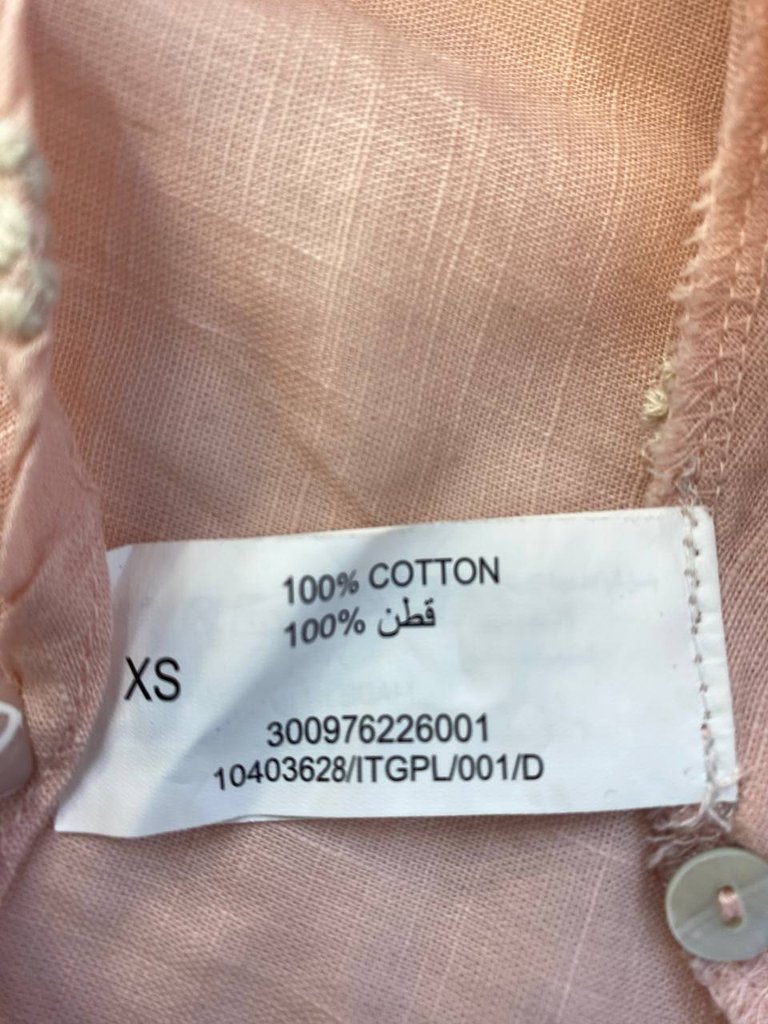 100% COTTON
100% قطن
XS
300976226001
10403628/ITGPL/001/D